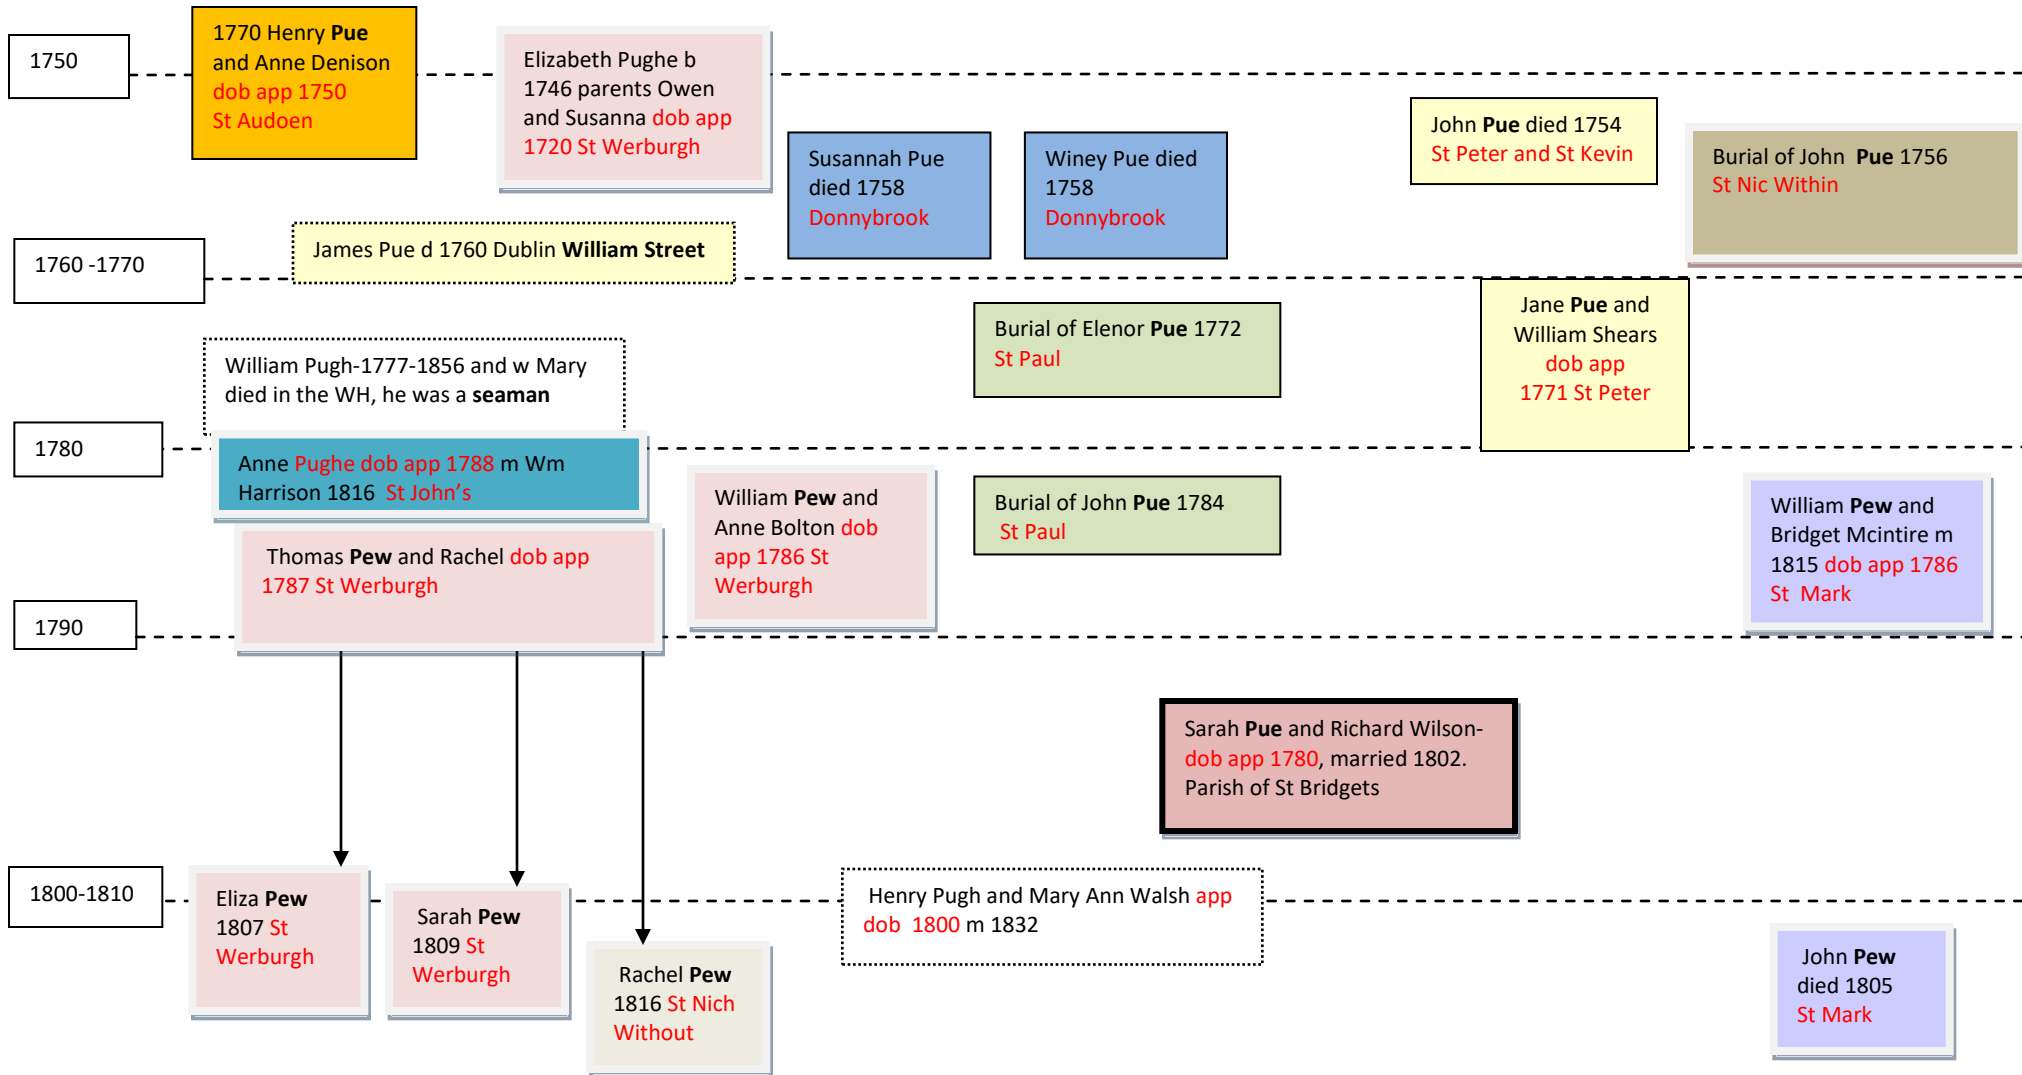 1750
1770 Henry Pue
and Anne Denison
dob app 1750
St Audoen
Elizabeth Pughe b
1746 parents Owen
and Susanna dob app
1720 St Werburgh
Susannah Pue
died 1758
Donnybrook
Winey Pue died
1758
Donnybrook
John Pue died 1754
St Peter and St Kevin
Burial of John Pue 1756
St Nic Within
1760 -1770
James Pue d 1760 Dublin William Street
William Pugh-1777-1856 and w Mary
died in the WH, he was a seaman
Burial of Elenor Pue 1772
St Paul
Jane Pue and
William Shears
dob app
1771 St Peter
1780
Anne Pughe dob app 1788 m Wm
Harrison 1816 St John’s
Thomas Pew and Rachel dob app
1787 St Werburgh
William Pew and
Anne Bolton dob
app 1786 St
Werburgh
Burial of John Pue 1784
St Paul
William Pew and
Bridget Mcintire m
1815 dob app 1786
St Mark
1790
Sarah Pue and Richard Wilson-
dob app 1780, married 1802.
Parish of St Bridgets
1800-1810
Eliza Pew
1807 St
Werburgh
Sarah Pew
1809 St
Werburgh
Rachel Pew
1816 St Nich
Without
Henry Pugh and Mary Ann Walsh app
dob 1800 m 1832
John Pew
died 1805
St Mark